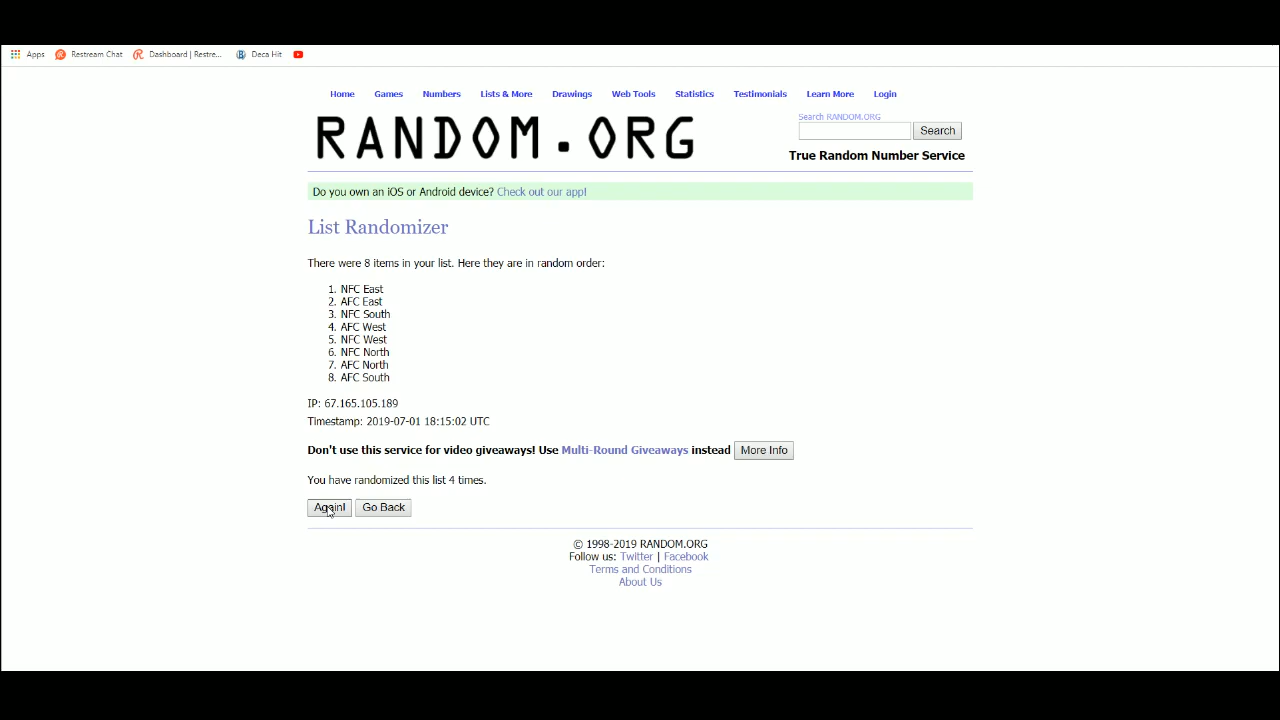 Apps Restream Chat Dashboard | Restre... Deca Hit
Home Games Numbers Lists & More Drawings Web Tools Statistics Testimonials Learn More Login
RANDOM.ORG
Search RANDOM.ORG
Search
True Random Number Service
Do you own an iOS or Android device? Check out our app!
List Randomizer
There were 8 items in your list. Here they are in random order:
1. NFC East
2. AFC East
3. NFC South
4. AFC West
5. NFC West
6. NFC North
7. AFC North
8. AFC South
IP: 67.165.105.189
Timestamp: 2019-07-01 18:15:02 UTC
Don't use this service for video giveaways! Use Multi-Round Giveaways instead More Info
You have randomized this list 4 times.
Again! Go Back
© 1998-2019 RANDOM.ORG
Follow us: Twitter | Facebook
Terms and Conditions
About Us